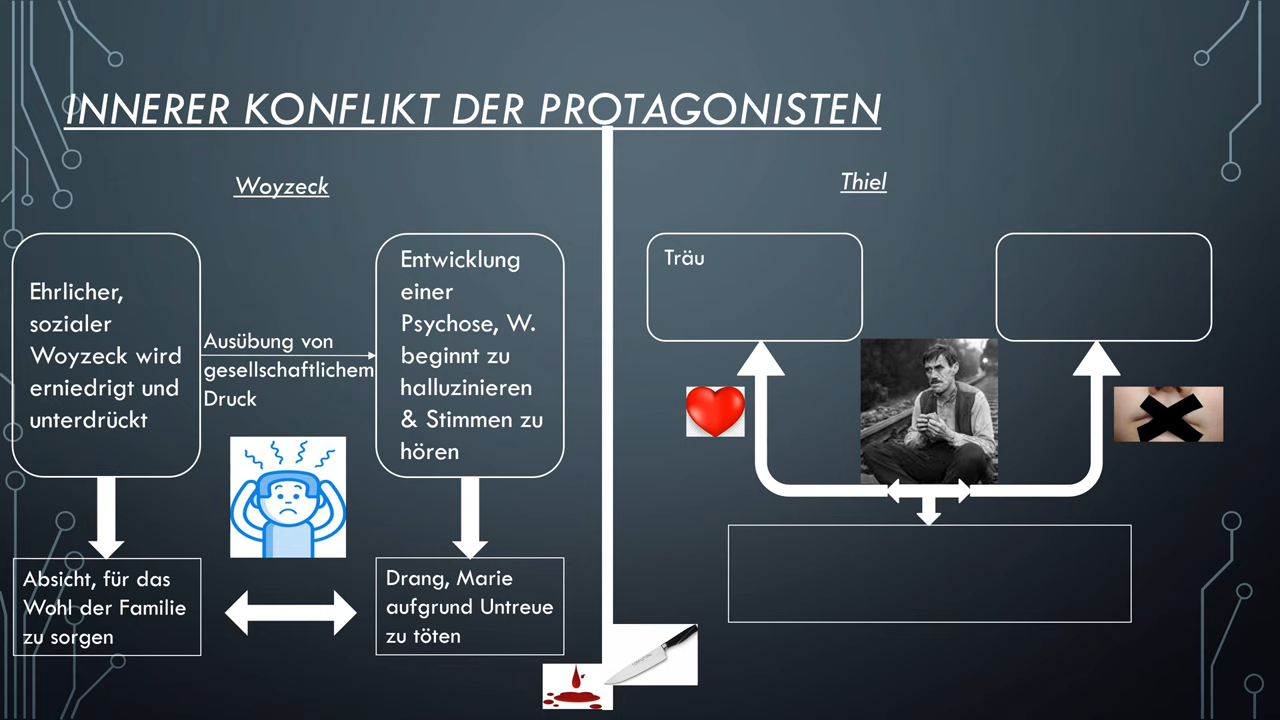 INNERER KONFLIKT DER PROTAGONISTEN
Woyzeck
Ehrlicher,
sozialer
Woyzeck wird
erniedrigt und
unterdrückt
Ausübung von
gesellschaftlichem
Druck
Entwicklung
einer
Psychose, W.
beginnt zu
halluzinieren
& Stimmen zu
hören
Absicht, für das
Wohl der Familie
zu sorgen
Drang, Marie
aufgrund Untreue
zu töten
Thiel
Träu